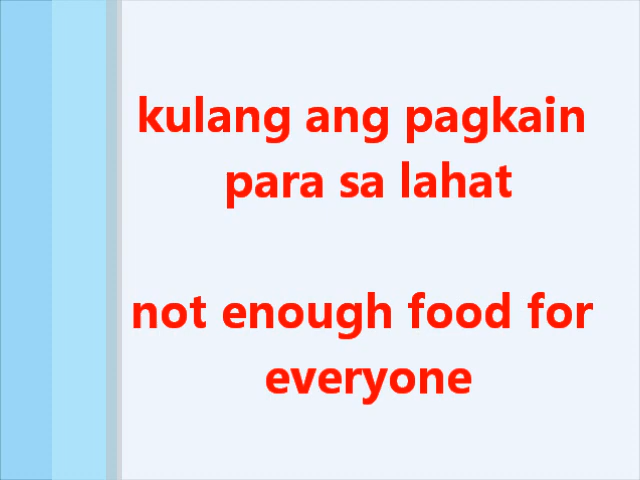 kulang ang pagkain
para sa lahat
not enough food for
everyone